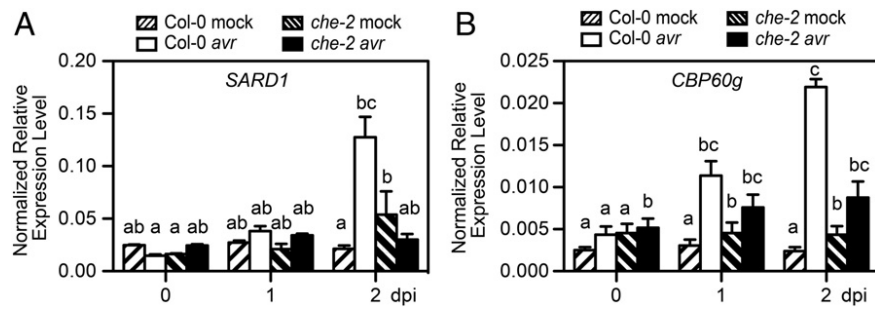 A
Col-0 mock
che-2 mock
Col-0 avr
che-2 avr
SARD1
Normalized Relative
Expression Level
0.20
0.15
0.10
0.05
0.00
ab a a ab
ab ab ab ab
a bc b ab
0 1 2 dpi
B
Col-0 mock
che-2 mock
Col-0 avr
che-2 avr
CBP60g
Normalized Relative
Expression Level
0.025
0.020
0.015
0.010
0.005
0.000
a a a b
a bc b bc
a c b bc
0 1 2 dpi